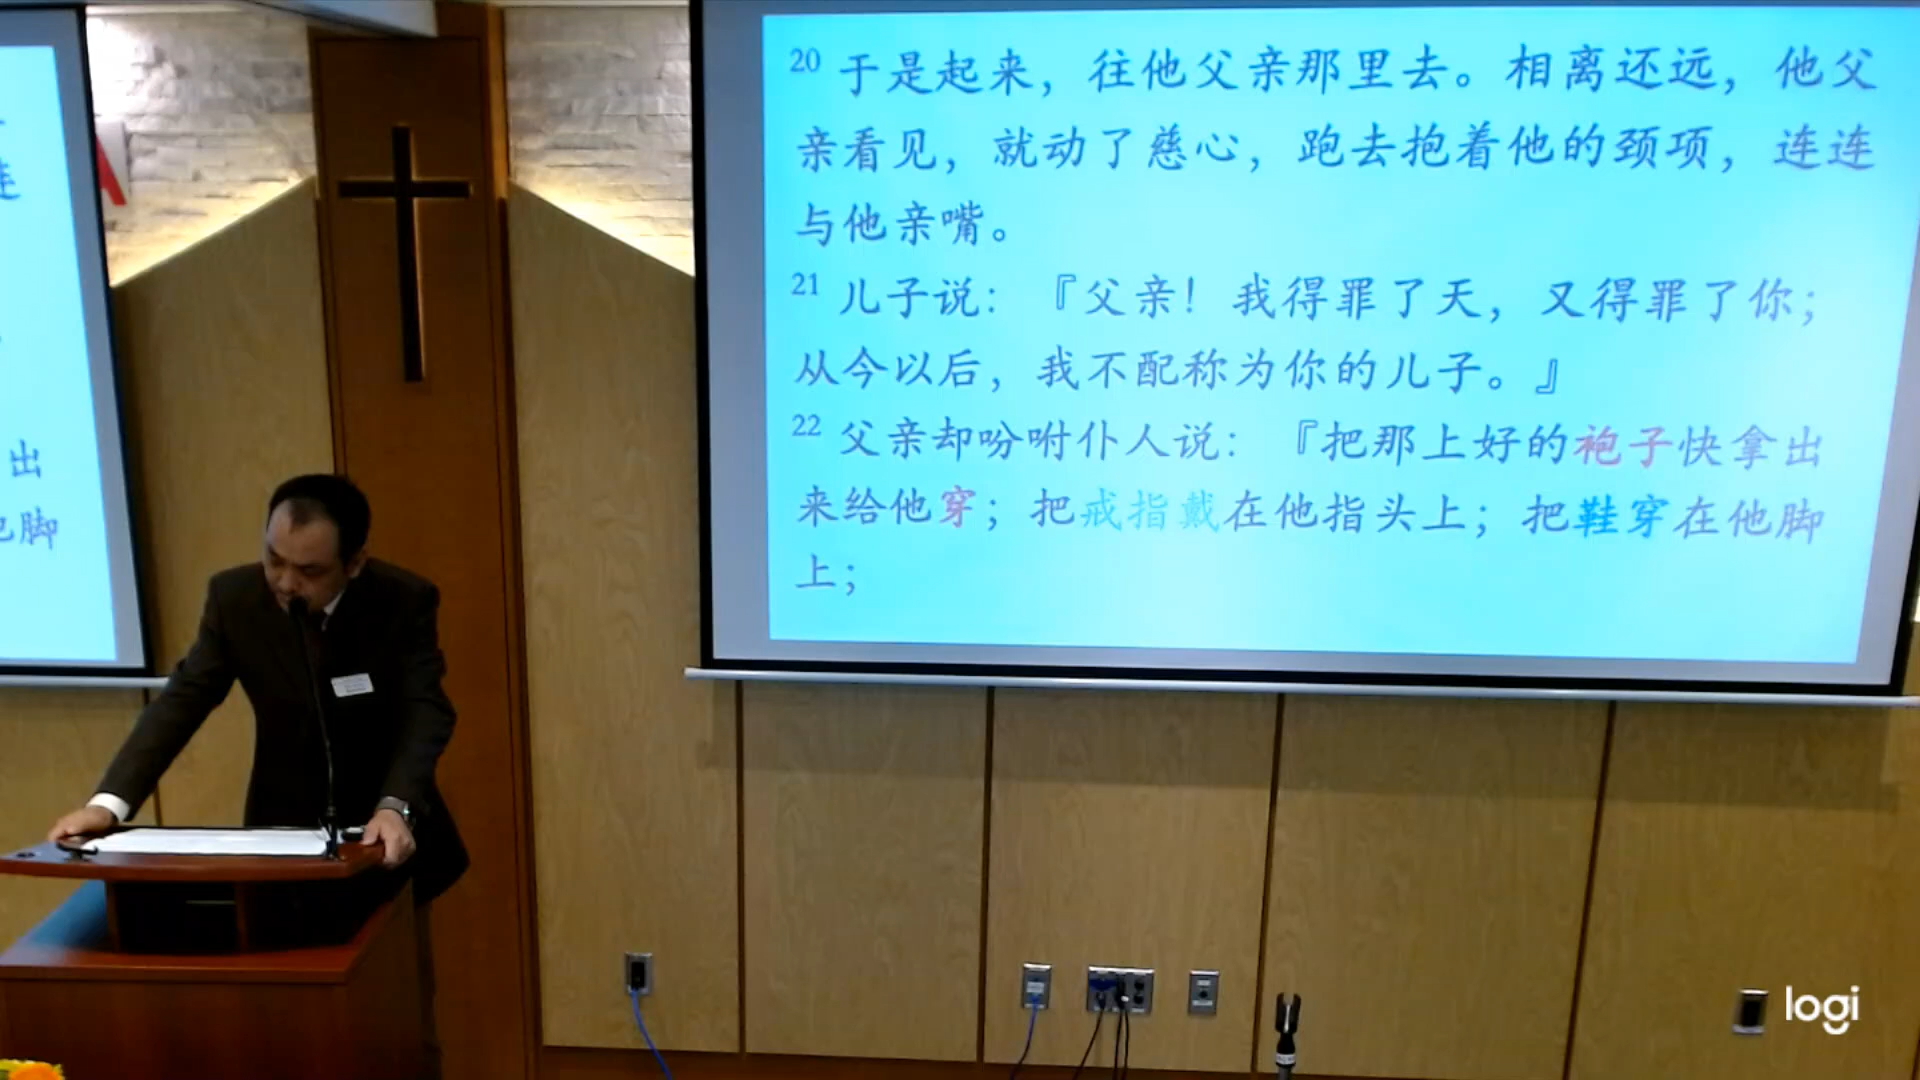 20 于是起来，往他父亲那里去。相离还远，他父
亲看见，就动了慈心，跑去抱着他的颈项，连连
与他亲嘴。
21 儿子说：『父亲！我得罪了天，又得罪了你；
从今以后，我不配称为你的儿子。』
22 父亲却吩咐仆人说：『把那上好的袍子快拿出
来给他穿；把戒指戴在他指头上；把鞋穿在他脚
上；
连
出
他脚
A
logi